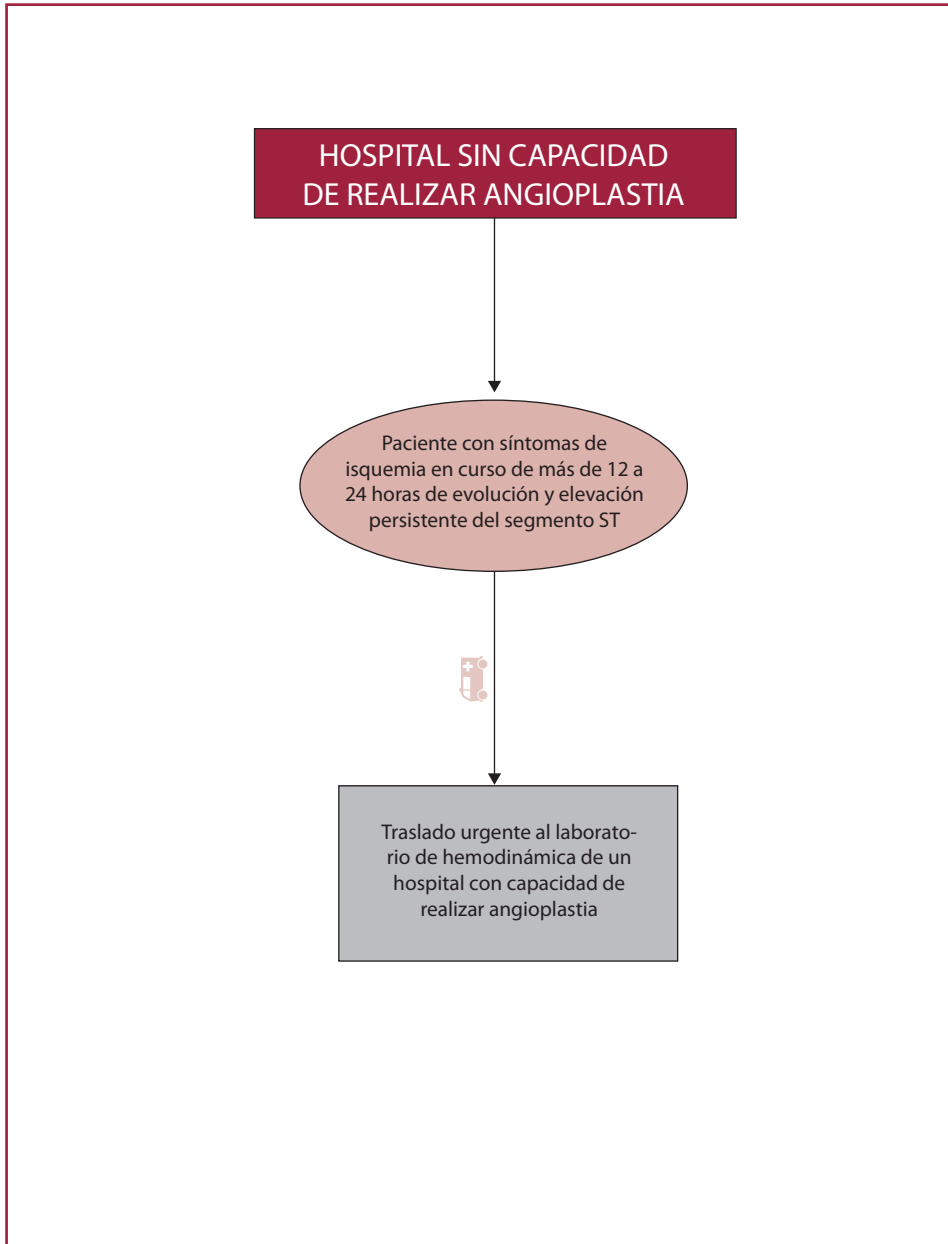 HOSPITAL SIN CAPACIDAD
DE REALIZAR ANGIOPLASTIA
Paciente con síntomas de
isquemia en curso de más de 12 a
24 horas de evolución y elevación
persistente del segmento ST
Traslado urgente al laborato-
rio de hemodinámica de un
hospital con capacidad de
realizar angioplastia